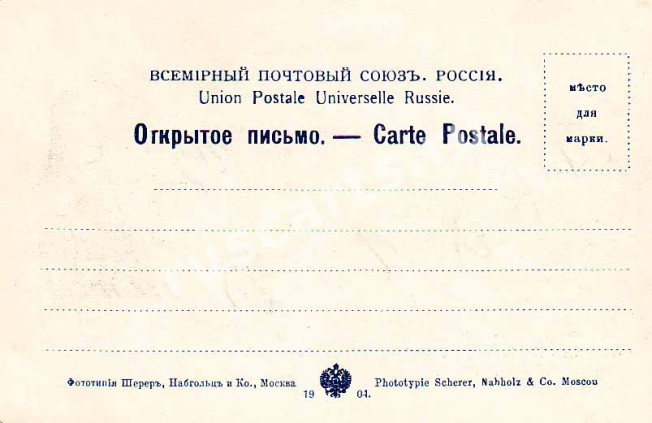 ВСЕМІРНЫЙ ПОЧТОВЫЙ СОЮЗЪ. РОССІЯ.
Union Postale Universelle Russie.
Открытое письмо. — Carte Postale.
мѣсто
для
марки.
Фототипія Шереръ, Набгольцъ и Ко., Москва
Phototypie Scherer, Nabholz & Co. Moscou
19 04.